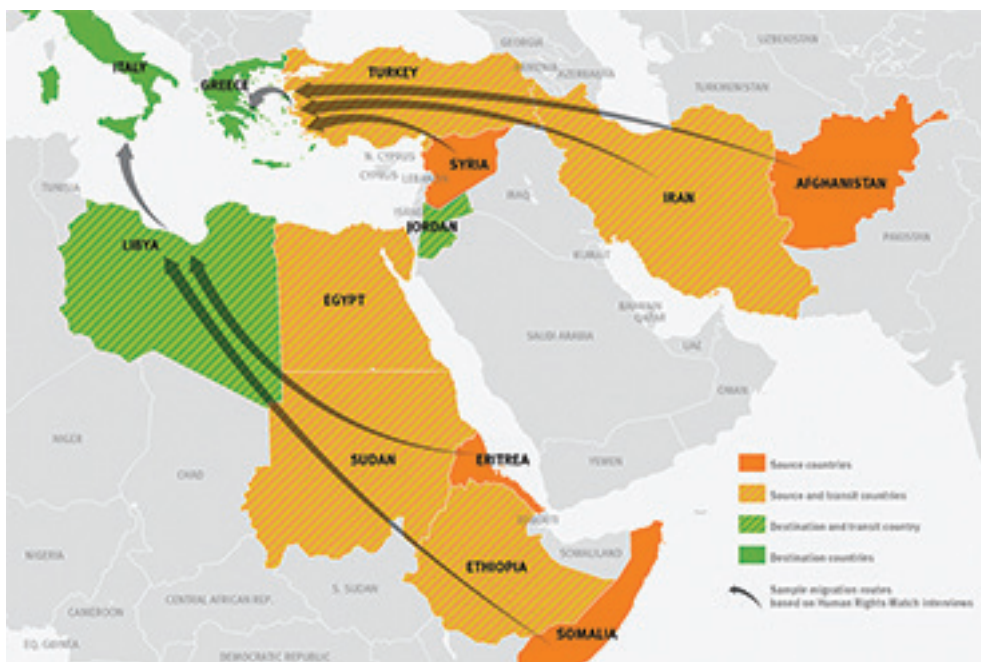 GEORGIA
UZBEKISTAN
ITALY
GREECE
TURKEY
ARMENIA
AZERBAIJAN
TURKMENISTAN
N. CYPRUS
CYPRUS
SYRIA
LEBANON
TUNISIA
AFGHANISTAN
IRAN
IRAQ
ISRAEL
JORDAN
PAKISTAN
LIBYA
KUWAIT
EGYPT
BAHRAIN
QATAR
SAUDI ARABIA
UAE
OMAN
NIGER
CHAD
SUDAN
ERITREA
YEMEN
DJIBOUTI
NIGERIA
SOMALILAND
ETHIOPIA
S. SUDAN
CENTRAL AFRICAN REP.
CAMEROON
SOMALIA
EQ. GUINEA
DEMOCRATIC REPUBLIC
Source countries
Source and transit countries
Destination and transit country
Destination countries
Sample migration routes
based on Human Rights Watch interviews